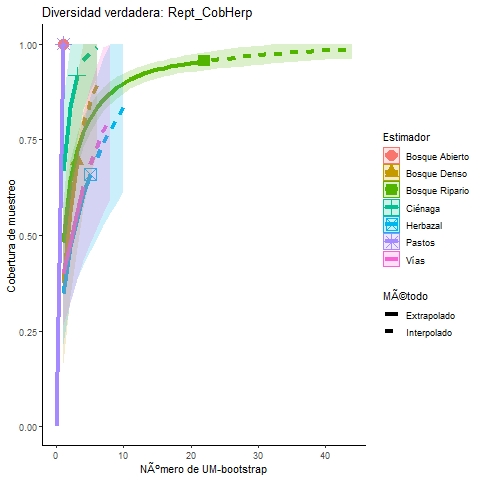 Diversidad verdadera: Rept_CobHerp
Cobertura de muestreo
1.00
0.75
0.50
0.25
0.00
0
10
20
30
40
NÃºmero de UM-bootstrap
Estimador
Bosque Abierto
Bosque Denso
Bosque Ripario
Ciénaga
Herbazal
Pastos
Vías
MÃ©todo
Extrapolado
Interpolado